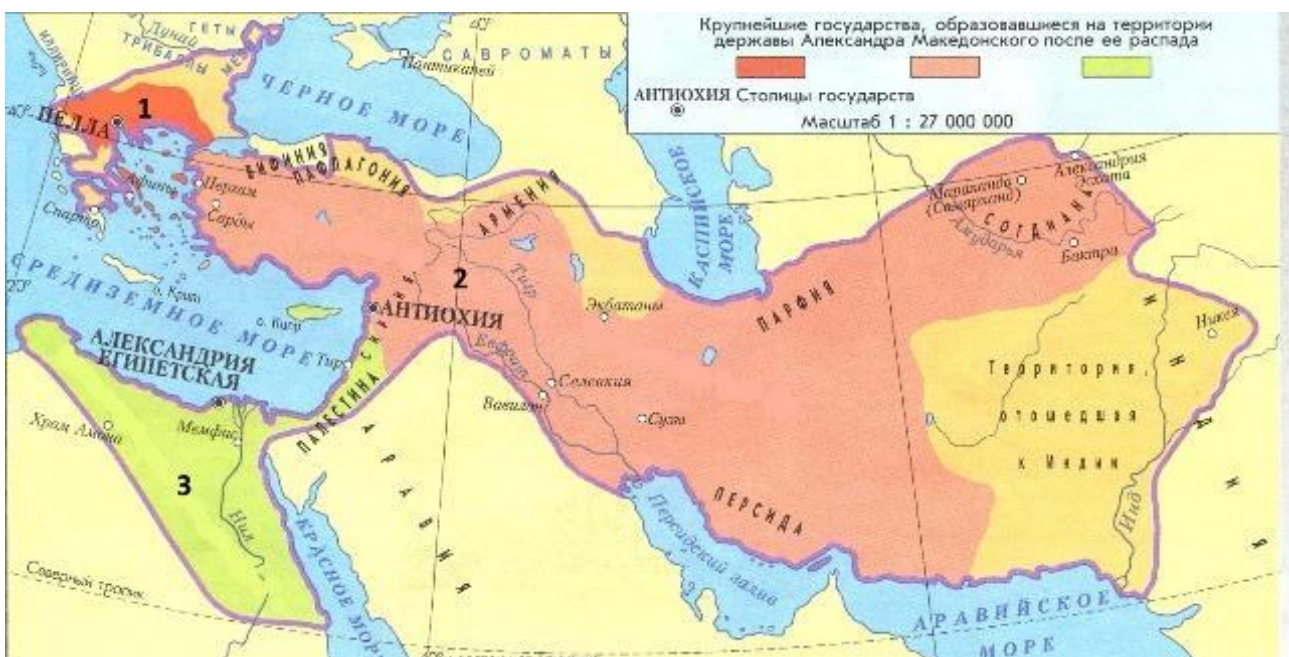 Крупнейшие государства, образовавшиеся на территории
державы Александра Македонского после ее распада
АНТИОХИЯ Столицы государств
Масштаб 1 : 27 000 000
ГЕТЫ
Дунай
ТРИБАЛЛЫ
САВРОМАТЫ
Пантикапей
ЧЕРНОЕ МОРЕ
ПЕЛЛА
1
Афины
Спарта
Пергам
Сарды
ВИФИНИЯ
ПАФЛАГОНИЯ
АРМЕНИЯ
КАСПИЙСКОЕ
МОРЕ
Мараканда
(Самарканд)
Александрия
Эсхата
СОГДИАНА
Бактра
СРЕДИЗЕМНОЕ МОРЕ
о. Крит
о. Кипр
2
Тигр
АНТИОХИЯ
Экбатаны
ПАРФИЯ
ИНДИЯ
Никея
АЛЕКСАНДРИЯ
ЕГИПЕТСКАЯ
Тир
Евфрат
Селевкия
Вавилон
Сузы
Территория,
отошедшая
к Индии
ПАЛЕСТИНА
Храм Амона
Мемфис
АРАВИЯ
3
Нил
ПЕРСИДА
Персидский залив
Инд
КРАСНОЕ МОРЕ
Северный тропик
АРАВИЙСКОЕ
МОРЕ